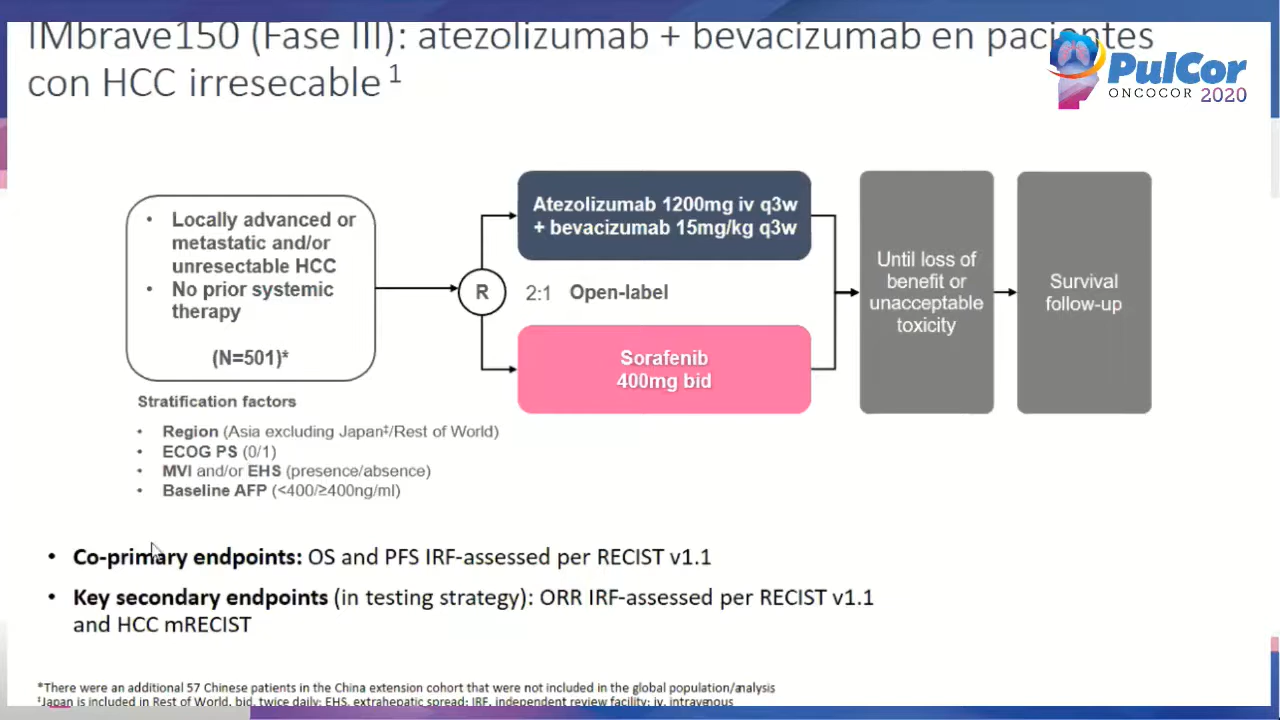 IMbrave150 (Fase III): atezolizumab + bevacizumab en pacientes
con HCC irresecable¹
PulCor
ONCOCOR 2020
• Locally advanced or
metastatic and/or
unresectable HCC
• No prior systemic
therapy
(N=501)*
R
2:1 Open-label
Atezolizumab 1200mg iv q3w
+ bevacizumab 15mg/kg q3w
Sorafenib
400mg bid
Until loss of
benefit or
unacceptable
toxicity
Survival
follow-up
Stratification factors
• Region (Asia excluding Japan‡/Rest of World)
• ECOG PS (0/1)
• MVI and/or EHS (presence/absence)
• Baseline AFP (<400/≥400ng/ml)
• Co-primary endpoints: OS and PFS IRF-assessed per RECIST v1.1
• Key secondary endpoints (in testing strategy): ORR IRF-assessed per RECIST v1.1
and HCC mRECIST
*There were an additional 57 Chinese patients in the China extension cohort that were not included in the global population/analysis
‡Japan is included in Rest of World. bid, twice daily; EHS, extrahepatic spread; IRF, independent review facility; iv, intravenous